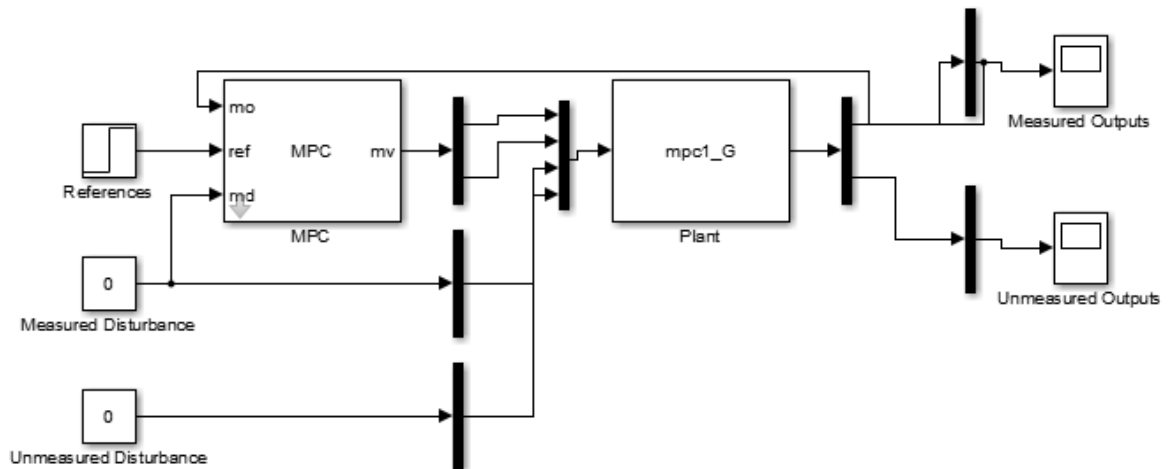 mo
ref
md
MPC
mv
MPC
References
0
Measured Disturbance
0
Unmeasured Disturbance
mpc1_G
Plant
Measured Outputs
Unmeasured Outputs